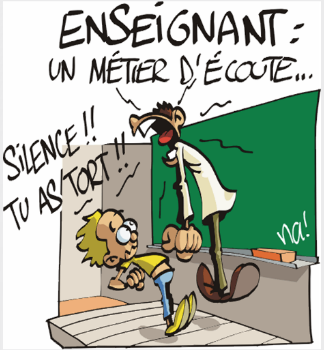 ENSEIGNANT :
UN MÉTIER D'ÉCOUTE...
SILENCE !!
TU AS TORT !!
na!